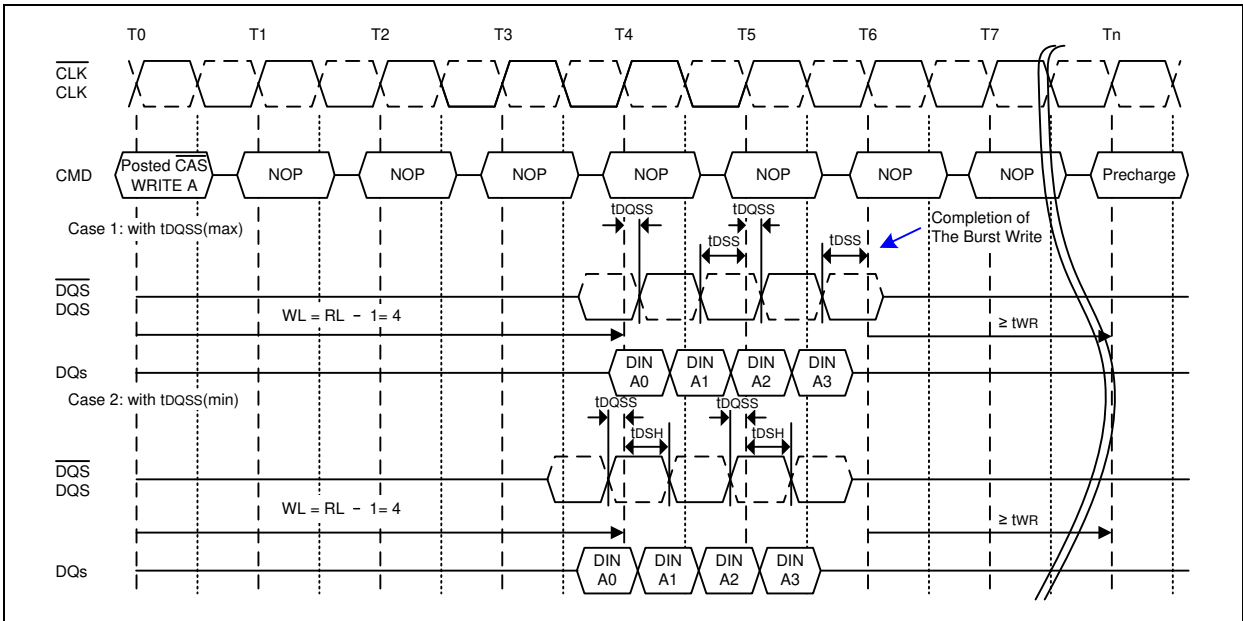 T0 T1 T2 T3 T4 T5 T6 T7 Tn
CLK
CLK
CMD
Posted CAS
WRITE A
NOP NOP NOP NOP NOP NOP NOP Precharge
Case 1: with tDQSS(max)
tDQSS tDQSS
tDSS tDSS
Completion of
The Burst Write
DQS
DQS
WL = RL − 1= 4
≥ tWR
DQs
DIN
A0
DIN
A1
DIN
A2
DIN
A3
Case 2: with tDQSS(min)
tDQSS tDQSS
tDSH tDSH
DQS
DQS
WL = RL − 1= 4
≥ tWR
DQs
DIN
A0
DIN
A1
DIN
A2
DIN
A3